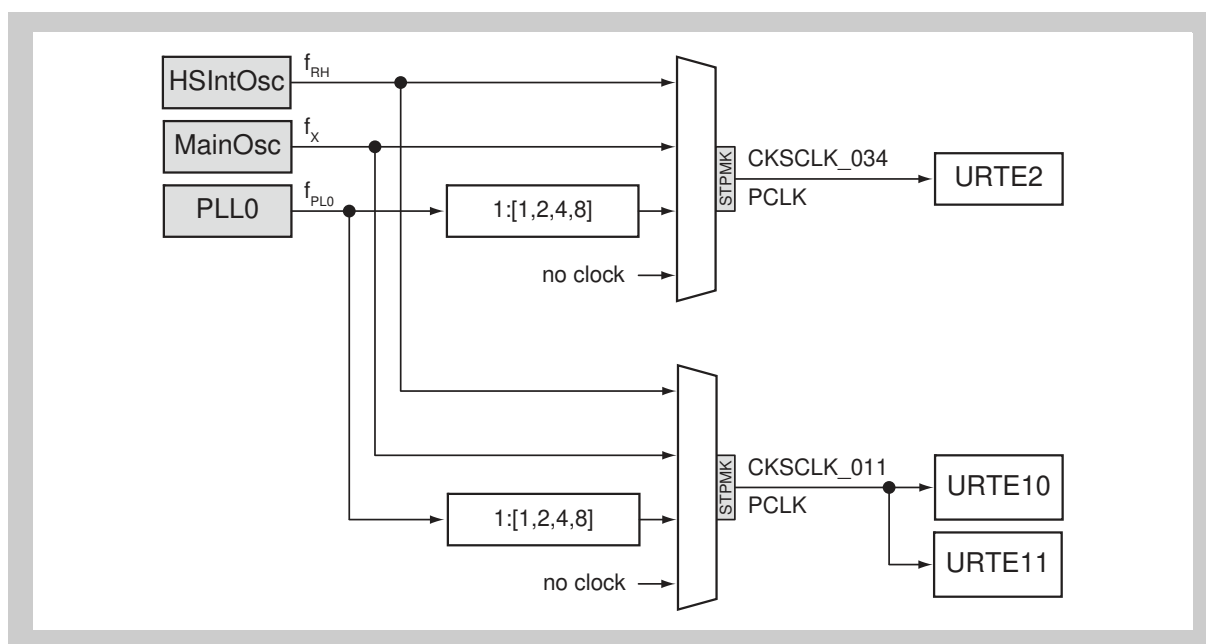 HSIntOsc
f_RH
MainOsc
f_X
PLL0
f_PL0
1:[1,2,4,8]
no clock
STPMK
CKSCLK_034
PCLK
URTE2
1:[1,2,4,8]
no clock
STPMK
CKSCLK_011
PCLK
URTE10
URTE11